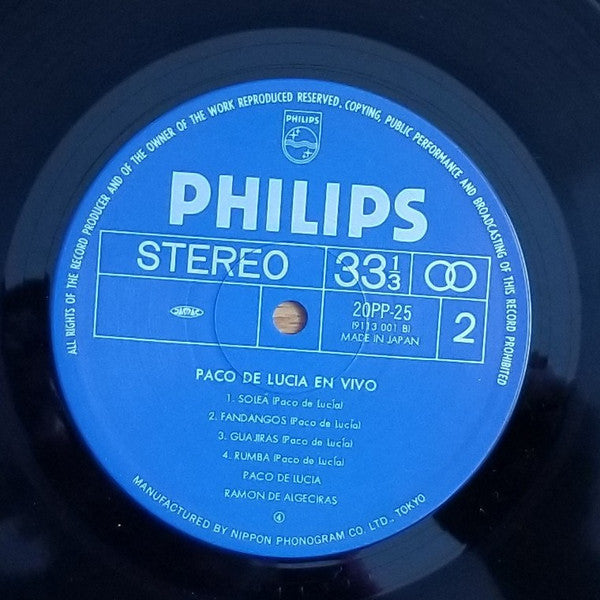 ALL RIGHTS OF THE RECORD PRODUCER AND OF THE OWNER OF THE WORK REPRODUCED RESERVED. COPYING, PUBLIC PERFORMANCE AND BROADCASTING OF THIS RECORD PROHIBITED
PHILIPS
PHILIPS
STEREO
33 1/3
20PP-25
(9113 001 B)
MADE IN JAPAN
2
PACO DE LUCIA EN VIVO
1. SOLEÁ (Paco de Lucía)
2. FANDANGOS (Paco de Lucía)
3. GUAJIRAS (Paco de Lucía)
4. RUMBA (Paco de Lucía)
PACO DE LUCIA
RAMON DE ALGECIRAS
4
MANUFACTURED BY NIPPON PHONOGRAM CO. LTD., TOKYO